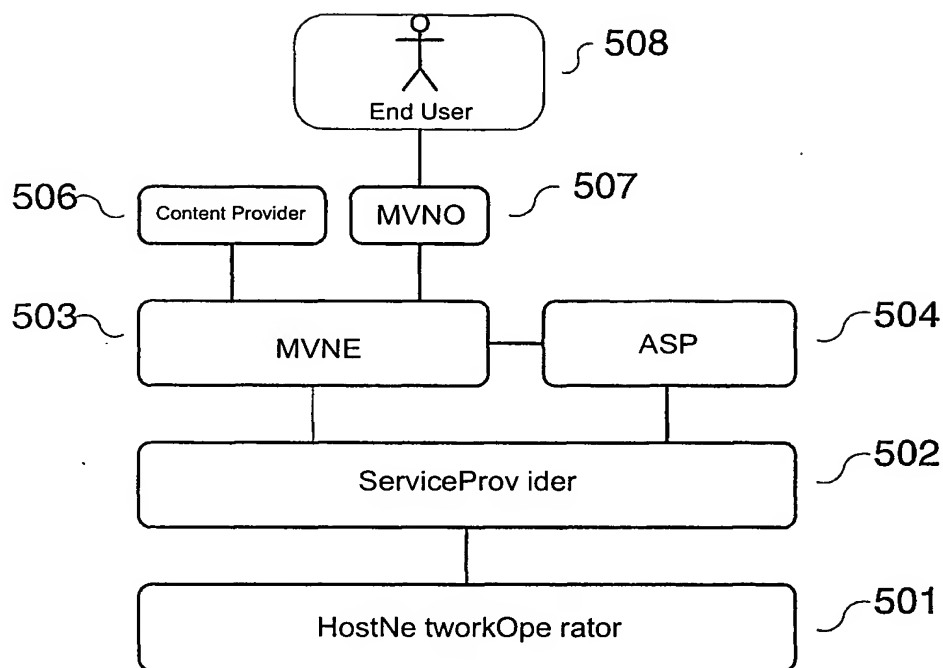 508
End User
506
Content Provider
MVNO
507
503
MVNE
ASP
504
ServiceProv ider
502
HostNe tworkOpe rator
501